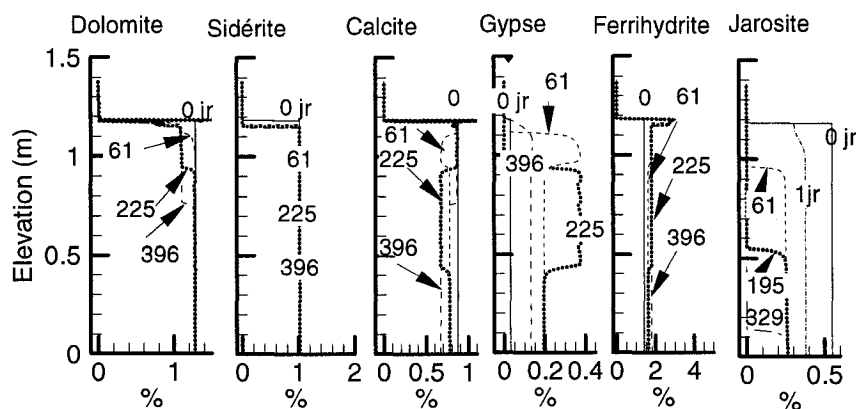 Dolomite
Sidérite
Calcite
Gypse
Ferrihydrite
Jarosite
Elevation (m)
1.5
1.0
0.5
0
0 jr
61
225
396
0 1
%
0 jr
61
225
396
0 1 2
%
0
61
225
396
0 0.5 1
%
61
0 jr
396
225
0 0.2 0.4
%
0
61
225
396
0 2 4
%
0 jr
1jr
61
195
329
0 0.5
%